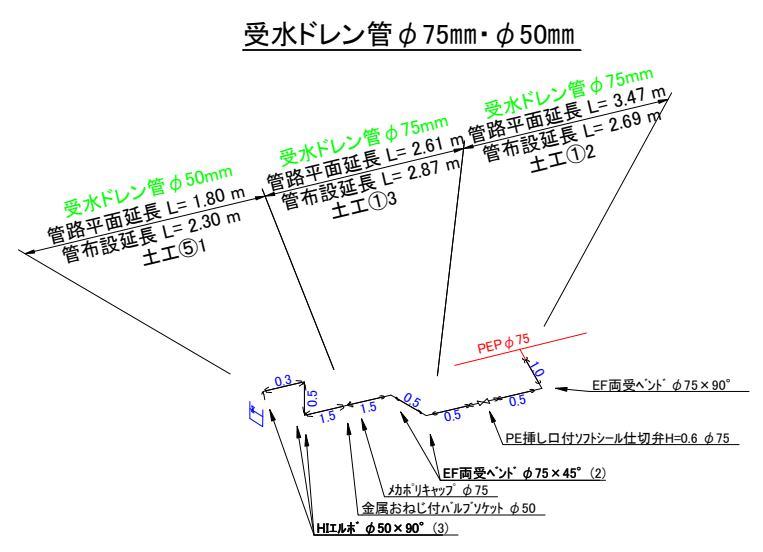 受水ドレン管φ75mm・φ50mm
受水ドレン管φ50mm
管路平面延長 L= 1.80 m
管布設延長 L= 2.30 m
土工⑤1
受水ドレン管φ75mm
管路平面延長 L= 2.61 m
管布設延長 L= 2.87 m
土工①3
受水ドレン管φ75mm
管路平面延長 L= 3.47 m
管布設延長 L= 2.69 m
土工①2
PEPφ75
1.0
0.3
0.5
1.5
1.5
0.5
0.5
0.5
EF両受ベンド φ75×90°
PE挿し口付ソフトシール仕切弁H=0.6 φ75
EF両受ベンド φ75×45° (2)
メカポリキャップ φ75
金属おねじ付バルブソケット φ50
HIエルボ φ50×90° (3)